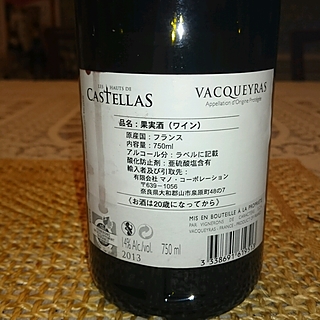 LES HAUTS DE
CASTELLAS
VACQUEYRAS
Appellation d'Origine Protégée
品名：果実酒（ワイン）
原産国：フランス
内容量：750ml
アルコール分：ラベルに記載
酸化防止剤：亜硫酸塩含有
輸入者及び引取先：
有限会社 マノ・コーポレーション
〒639－1056
奈良県大和郡山市泉原町48の7
〈お酒は20歳になってから〉
MIS EN BOUTEILLE À LA PROPRIÉTÉ
PAR VIGNERONS DE
VACQUEYRAS - FRANCE
14% Alc./vol. 750 ml
2013